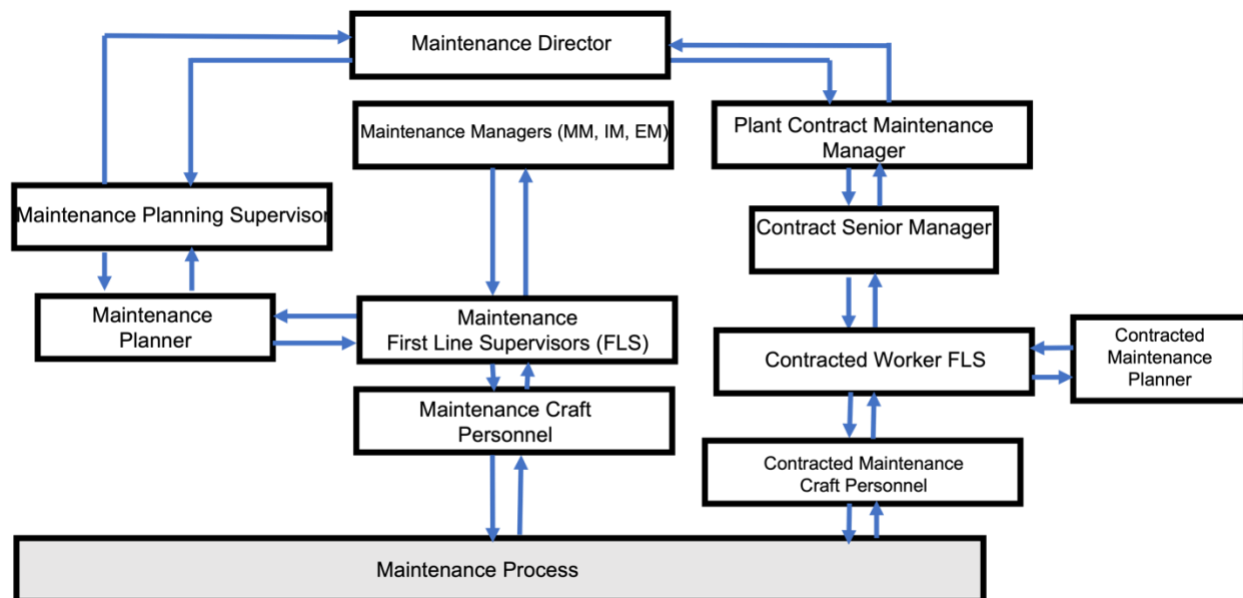 Maintenance Director
Maintenance Managers (MM, IM, EM)
Plant Contract Maintenance
Manager
Maintenance Planning Supervisor
Contract Senior Manager
Maintenance
Planner
Maintenance
First Line Supervisors (FLS)
Contracted Worker FLS
Contracted
Maintenance
Planner
Maintenance Craft
Personnel
Contracted Maintenance
Craft Personnel
Maintenance Process